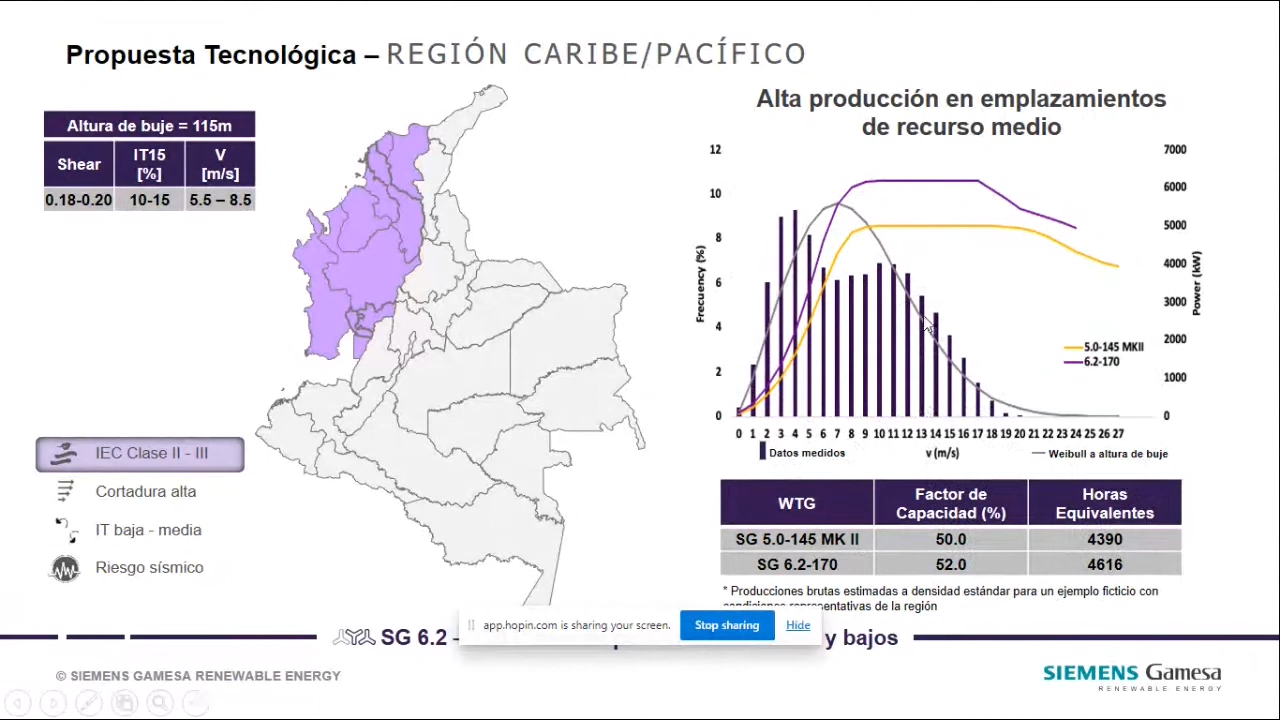 Propuesta Tecnológica – REGIÓN CARIBE/PACÍFICO
Altura de buje = 115m
Shear IT15 [%] V [m/s]
0.18-0.20 10-15 5.5 – 8.5
IEC Clase II - III
Cortadura alta
IT baja - media
Riesgo sísmico
Alta producción en emplazamientos
de recurso medio
12 7000
10 6000
8 5000
6 4000
4 3000
2 2000
0 1000
0
Frecuency (%)
Power (kW)
5.0-145 MKII
6.2-170
0 1 2 3 4 5 6 7 8 9 10 11 12 13 14 15 16 17 18 19 20 21 22 23 24 25 26 27
Datos medidos v (m/s) Weibull a altura de buje
WTG Factor de Capacidad (%) Horas Equivalentes
SG 5.0-145 MK II 50.0 4390
SG 6.2-170 52.0 4616
* Producciones brutas estimadas a densidad estándar para un ejemplo ficticio con
de la región
app.hopin.com is sharing your screen. Stop sharing Hide
SG 6.2 – y bajos
© SIEMENS GAMESA RENEWABLE ENERGY
SIEMENS Gamesa
RENEWABLE ENERGY